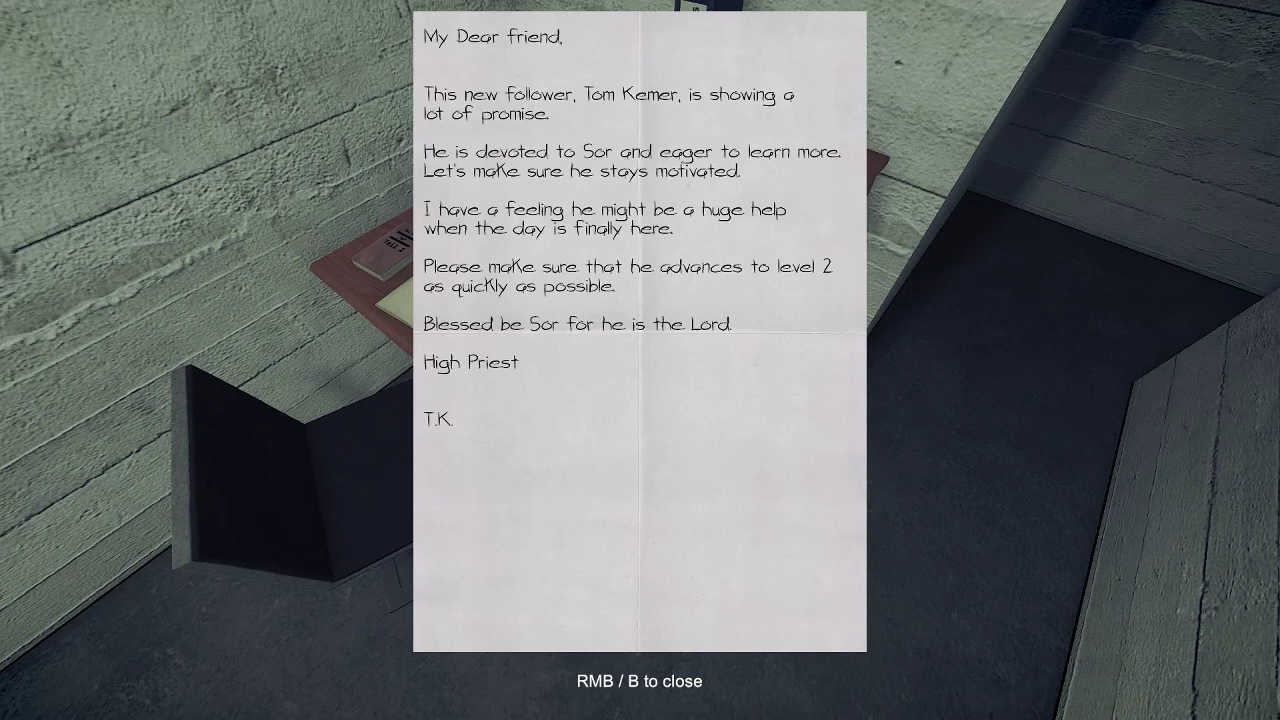 My Dear friend,
This new follower, Tom Kemer, is showing a
lot of promise.
He is devoted to Sor and eager to learn more.
Let's make sure he stays motivated.
I have a feeling he might be a huge help
when the day is finally here.
Please make sure that he advances to level 2
as quickly as possible.
Blessed be Sor for he is the Lord.
High Priest
T.K.
RMB / B to close